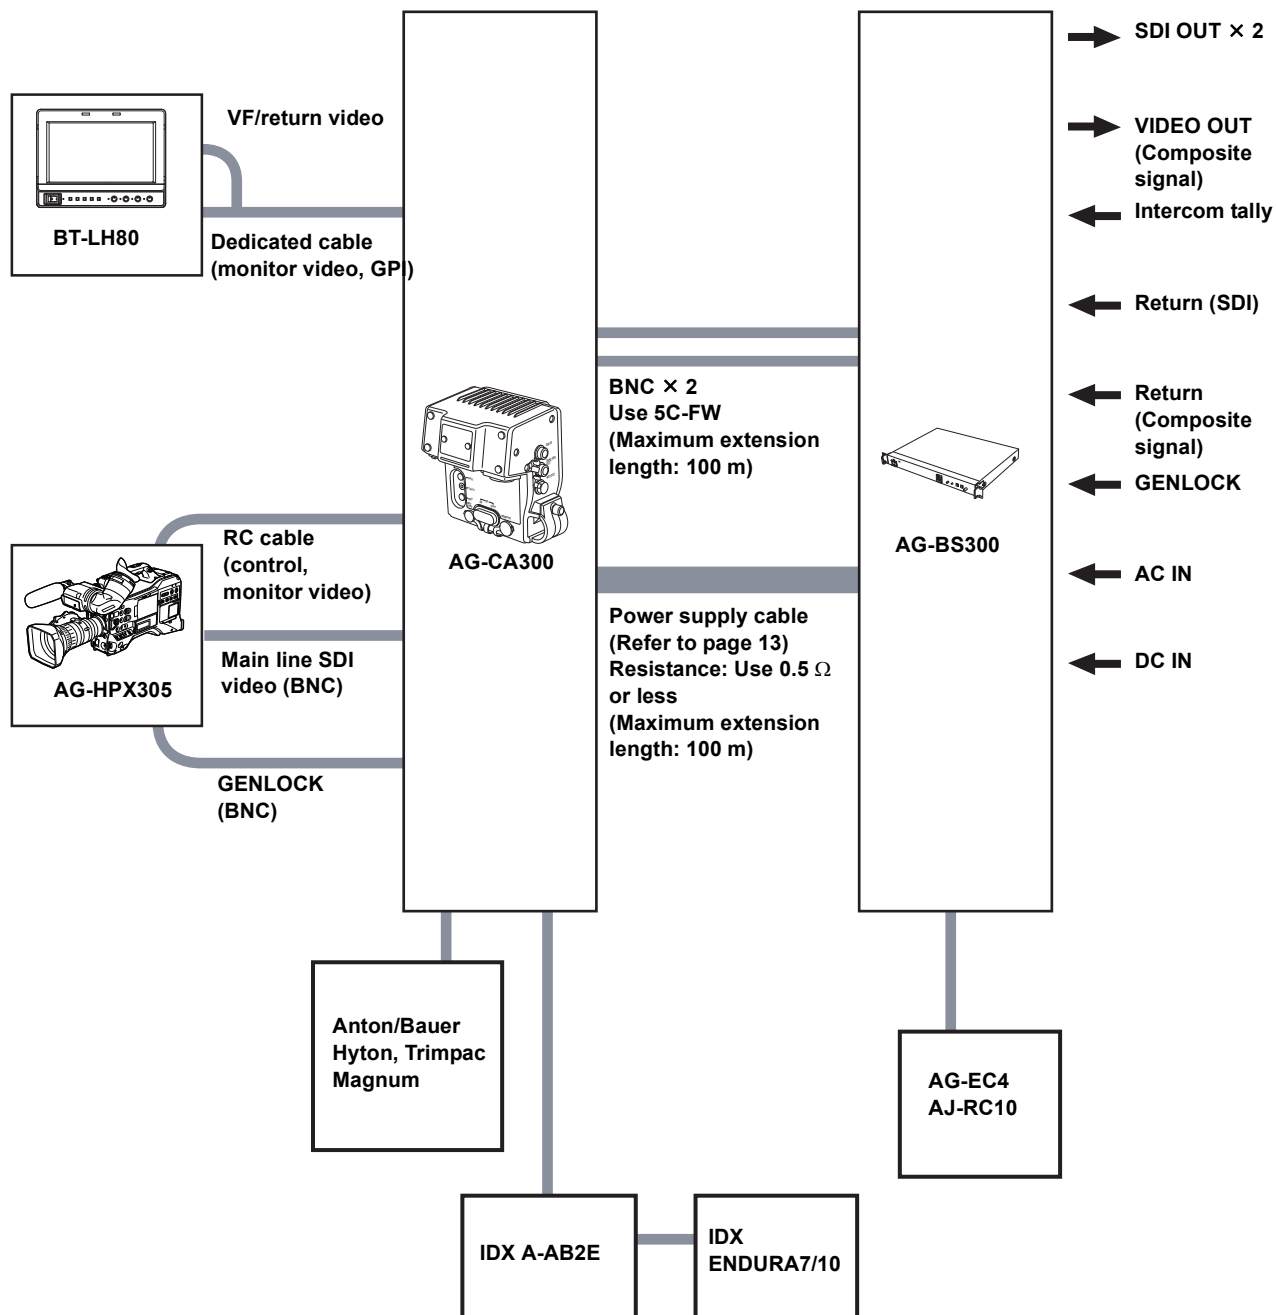 VF/return video
BT-LH80
Dedicated cable
(monitor video, GPI)
RC cable
(control,
monitor video)
AG-HPX305
Main line SDI
video (BNC)
GENLOCK
(BNC)
AG-CA300
BNC × 2
Use 5C-FW
(Maximum extension
length: 100 m)
Power supply cable
(Refer to page 13)
Resistance: Use 0.5 Ω
or less
(Maximum extension
length: 100 m)
AG-BS300
SDI OUT × 2
VIDEO OUT
(Composite
signal)
Intercom tally
Return (SDI)
Return
(Composite
signal)
GENLOCK
AC IN
DC IN
Anton/Bauer
Hyton, Trimpac
Magnum
IDX A-AB2E
IDX
ENDURA7/10
AG-EC4
AJ-RC10